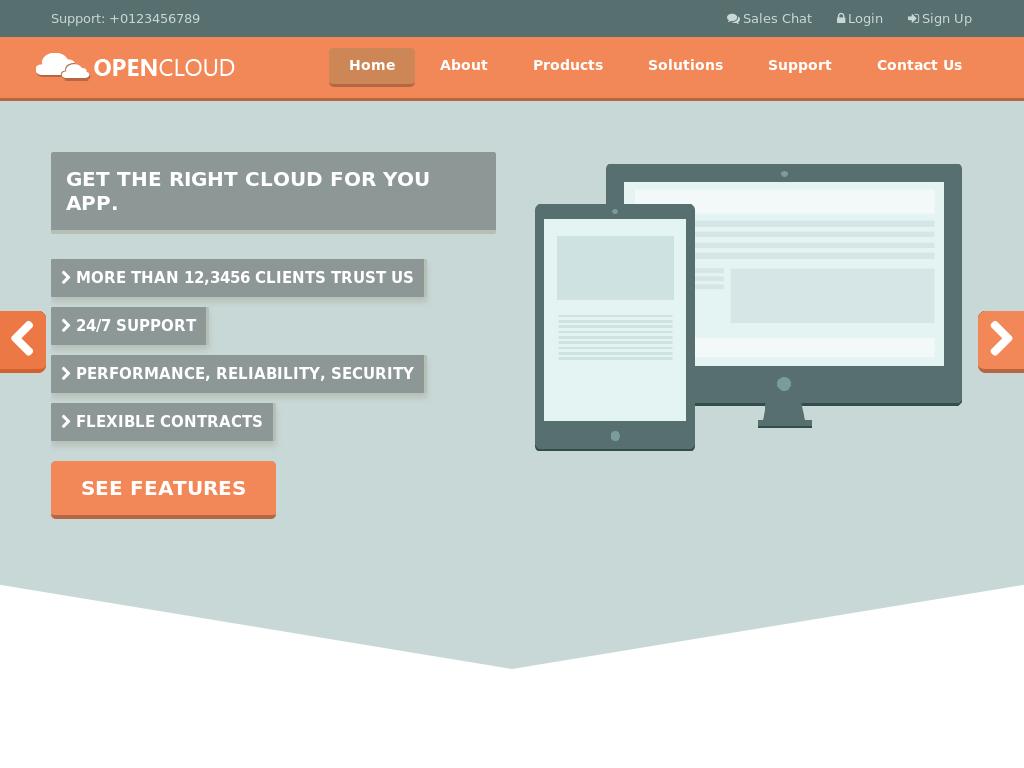 Support: +0123456789
Sales Chat Login Sign Up
OPENCLOUD
Home About Products Solutions Support Contact Us
GET THE RIGHT CLOUD FOR YOU
APP.
MORE THAN 12,3456 CLIENTS TRUST US
24/7 SUPPORT
PERFORMANCE, RELIABILITY, SECURITY
FLEXIBLE CONTRACTS
SEE FEATURES